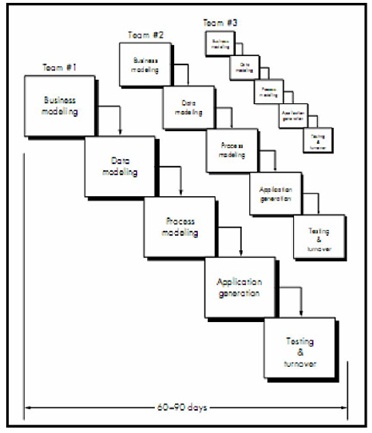 Team #1
Business
modeling
Data
modeling
Process
modeling
Application
generation
Testing
&
turnover
Team #2
Business
modeling
Data
modeling
Process
modeling
Application
generation
Testing
&
turnover
Team #3
Business
modeling
Data
modeling
Process
modeling
Application
generation
Testing
&
turnover
60–90 days